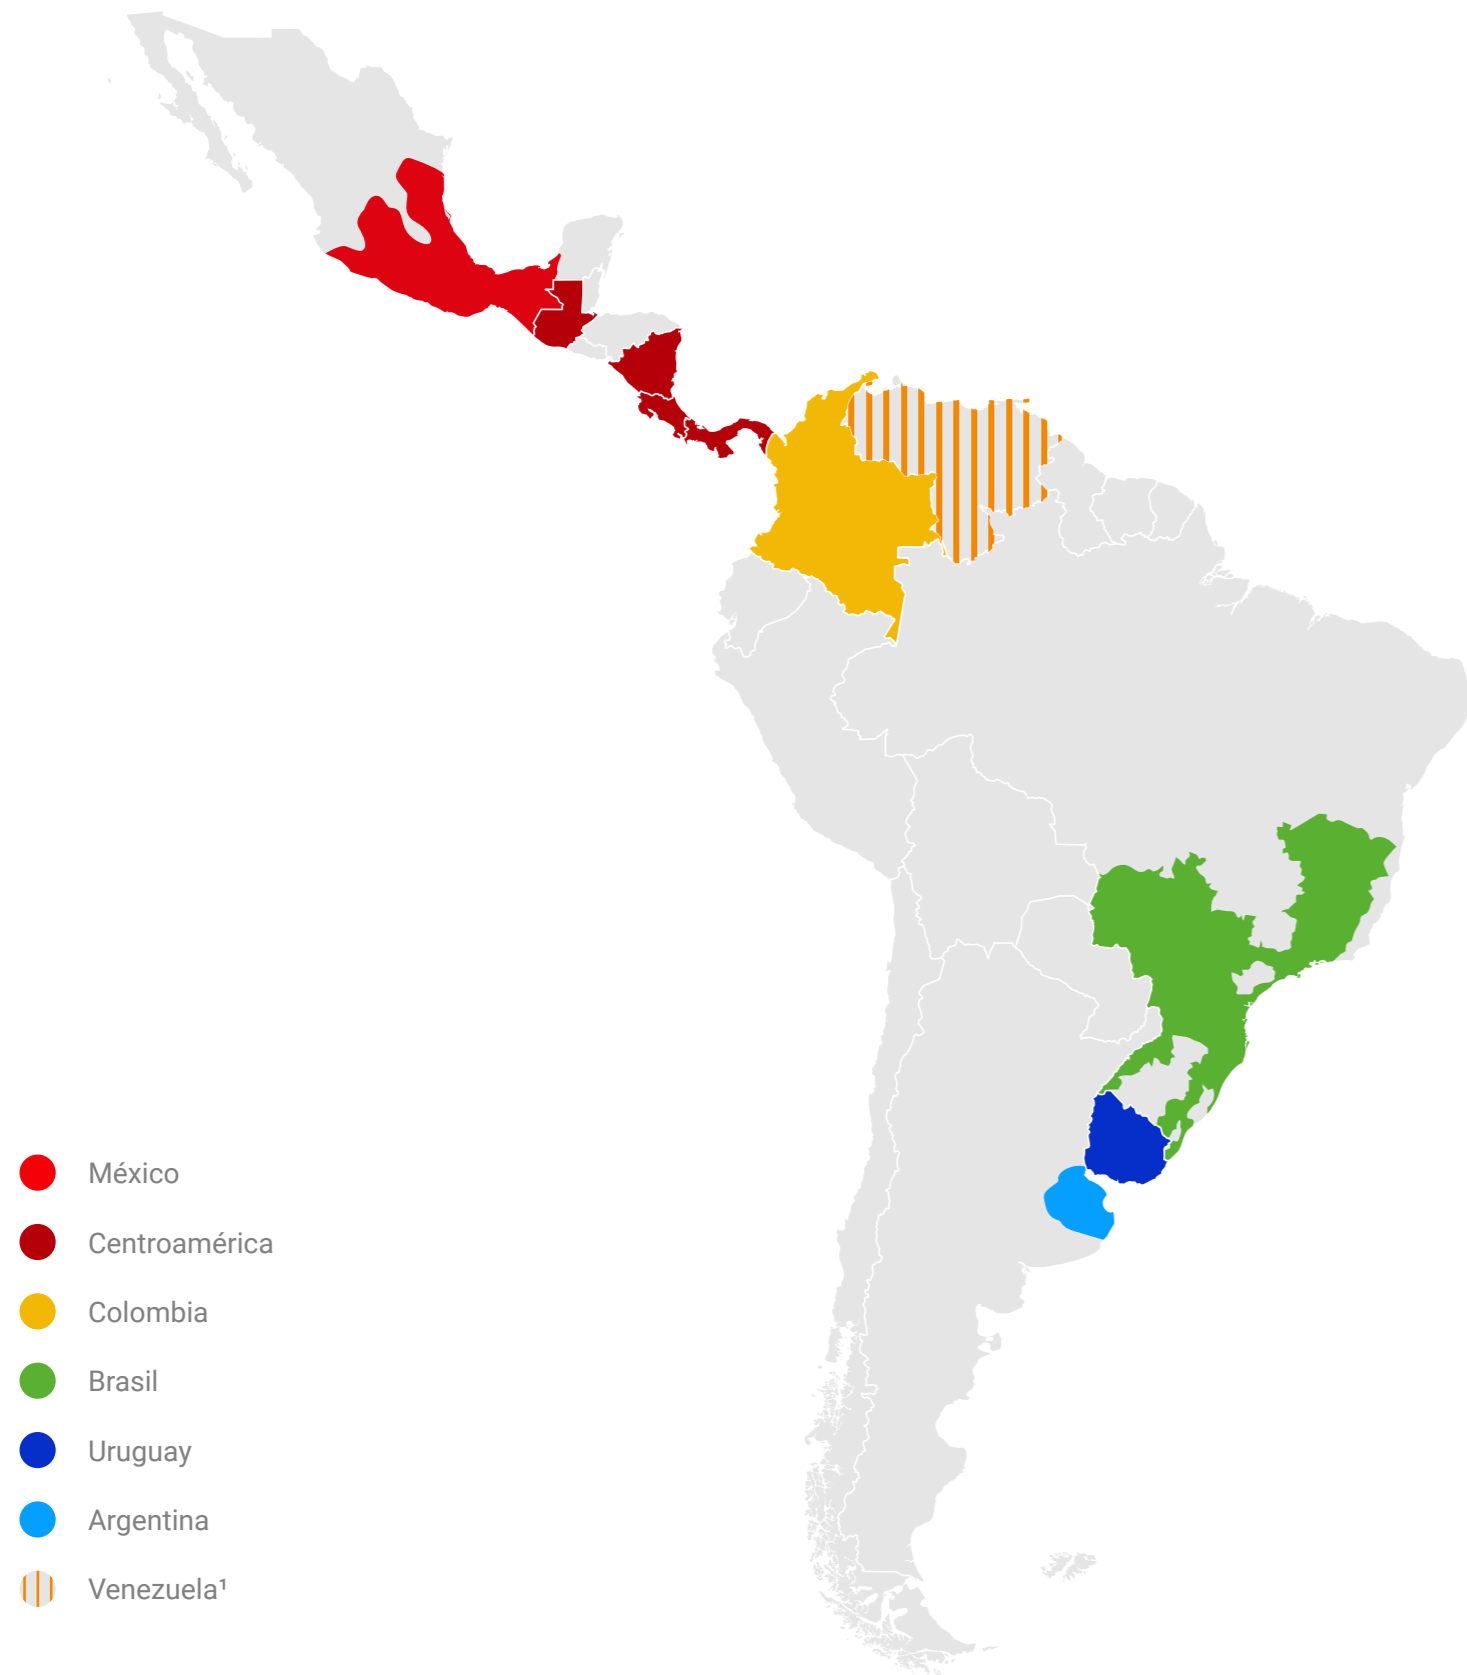 México
Centroamérica
Colombia
Brasil
Uruguay
Argentina
Venezuela¹